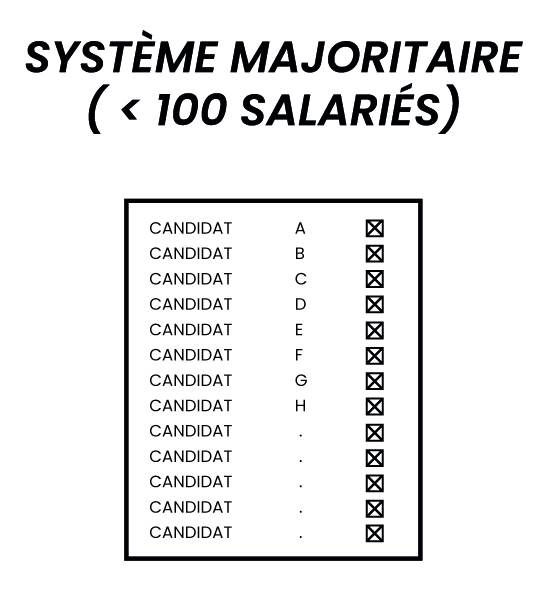 SYSTÈME MAJORITAIRE
( < 100 SALARIÉS)
CANDIDAT A ☒
CANDIDAT B ☒
CANDIDAT C ☒
CANDIDAT D ☒
CANDIDAT E ☒
CANDIDAT F ☒
CANDIDAT G ☒
CANDIDAT H ☒
CANDIDAT . ☒
CANDIDAT . ☒
CANDIDAT . ☒
CANDIDAT . ☒
CANDIDAT . ☒